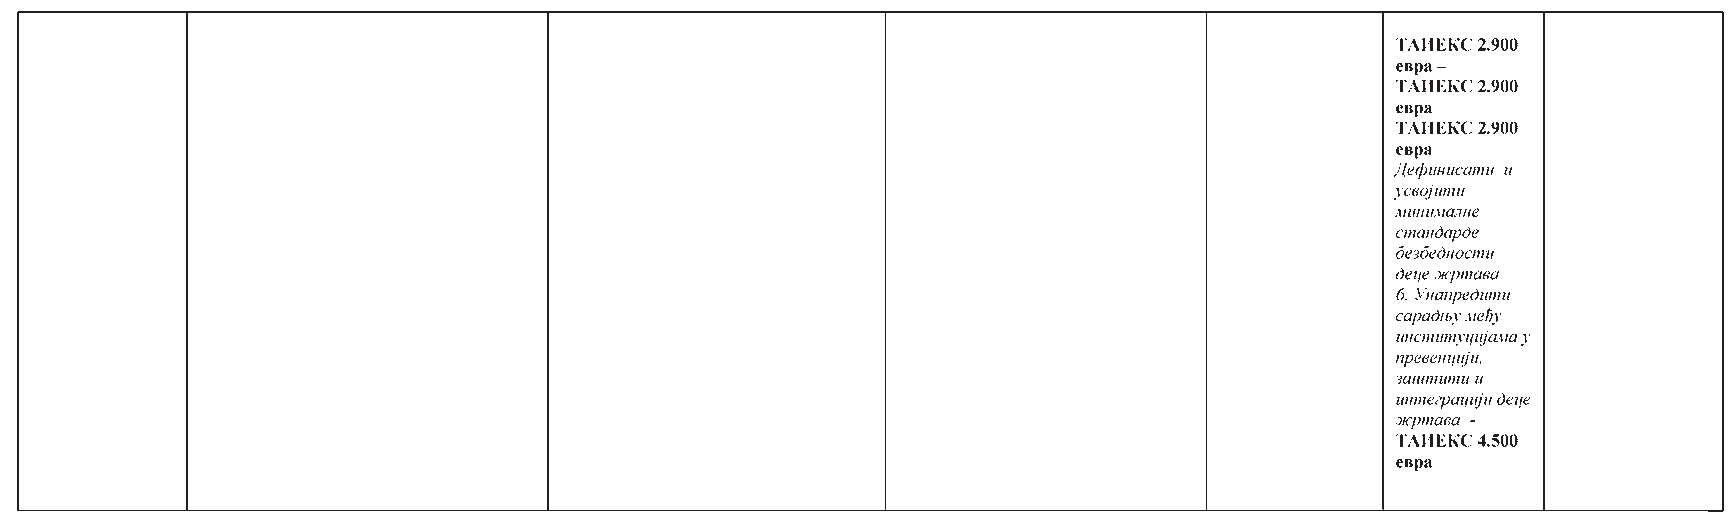 ТАИЕКС 2.900
евра –
ТАИЕКС 2.900
евра
ТАИЕКС 2.900
евра
Дефинисати и
усвојити
минималне
стандарде
безбедности
деце жртава
6. Унапредити
сарадњу међу
институцијама у
превенцији,
заштити и
интеграцији деце
жртава -
ТАИЕКС 4.500
евра